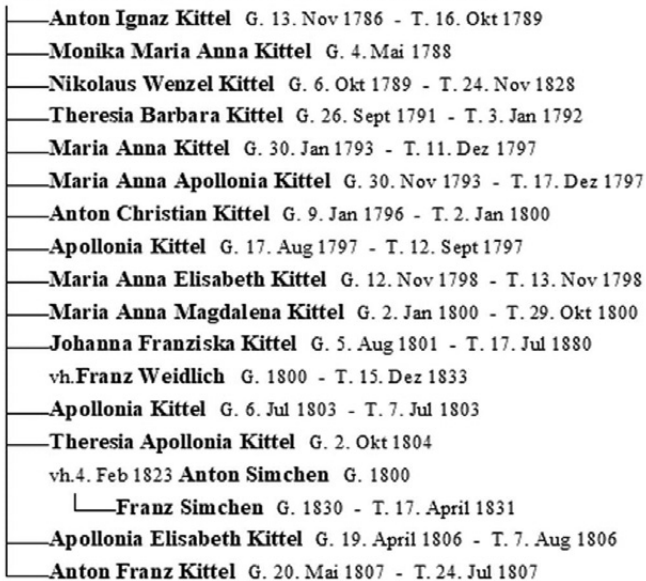 Anton Ignaz Kittel G. 13. Nov 1786 - T. 16. Okt 1789
Monika Maria Anna Kittel G. 4. Mai 1788
Nikolaus Wenzel Kittel G. 6. Okt 1789 - T. 24. Nov 1828
Theresia Barbara Kittel G. 26. Sept 1791 - T. 3. Jan 1792
Maria Anna Kittel G. 30. Jan 1793 - T. 11. Dez 1797
Maria Anna Apollonia Kittel G. 30. Nov 1793 - T. 17. Dez 1797
Anton Christian Kittel G. 9. Jan 1796 - T. 2. Jan 1800
Apollonia Kittel G. 17. Aug 1797 - T. 12. Sept 1797
Maria Anna Elisabeth Kittel G. 12. Nov 1798 - T. 13. Nov 1798
Maria Anna Magdalena Kittel G. 2. Jan 1800 - T. 29. Okt 1800
Johanna Franziska Kittel G. 5. Aug 1801 - T. 17. Jul 1880
vh.Franz Weidlich G. 1800 - T. 15. Dez 1833
Apollonia Kittel G. 6. Jul 1803 - T. 7. Jul 1803
Theresia Apollonia Kittel G. 2. Okt 1804
vh.4. Feb 1823 Anton Simchen G. 1800
Franz Simchen G. 1830 - T. 17. April 1831
Apollonia Elisabeth Kittel G. 19. April 1806 - T. 7. Aug 1806
Anton Franz Kittel G. 20. Mai 1807 - T. 24. Jul 1807